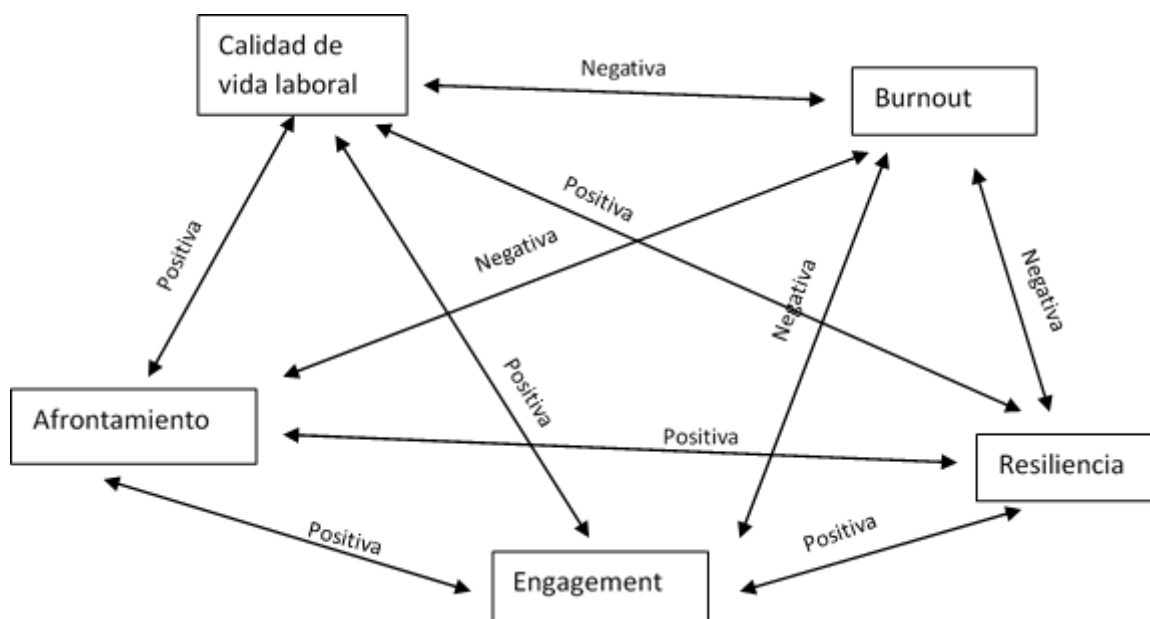 Calidad de
vida laboral
Negativa
Burnout
Positiva
Positiva
Negativa
Negativa
Negativa
Positiva
Afrontamiento
Positiva
Resiliencia
Positiva
Positiva
Engagement